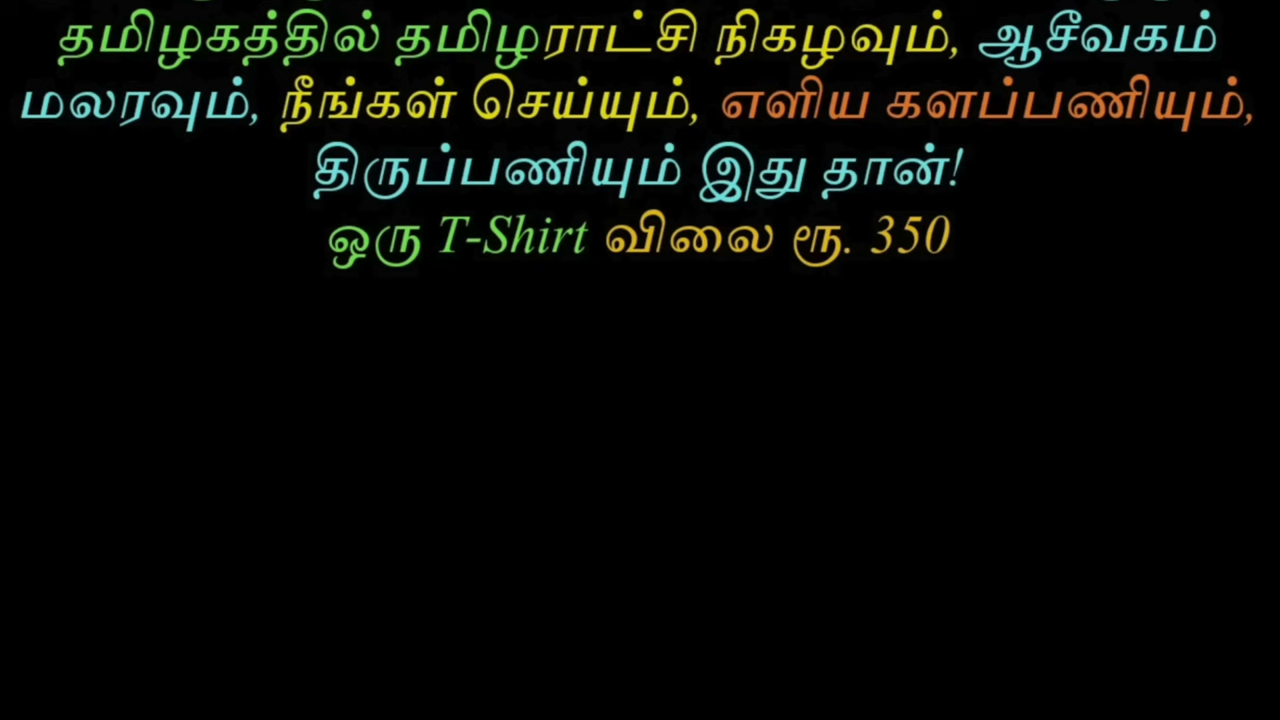 தமிழகத்தில் தமிழராட்சி நிகழவும், ஆசீவகம்
மலரவும், நீங்கள் செய்யும், எளிய களப்பணியும்,
திருப்பணியும் இது தான்!
ஒரு T-Shirt விலை ரூ. 350